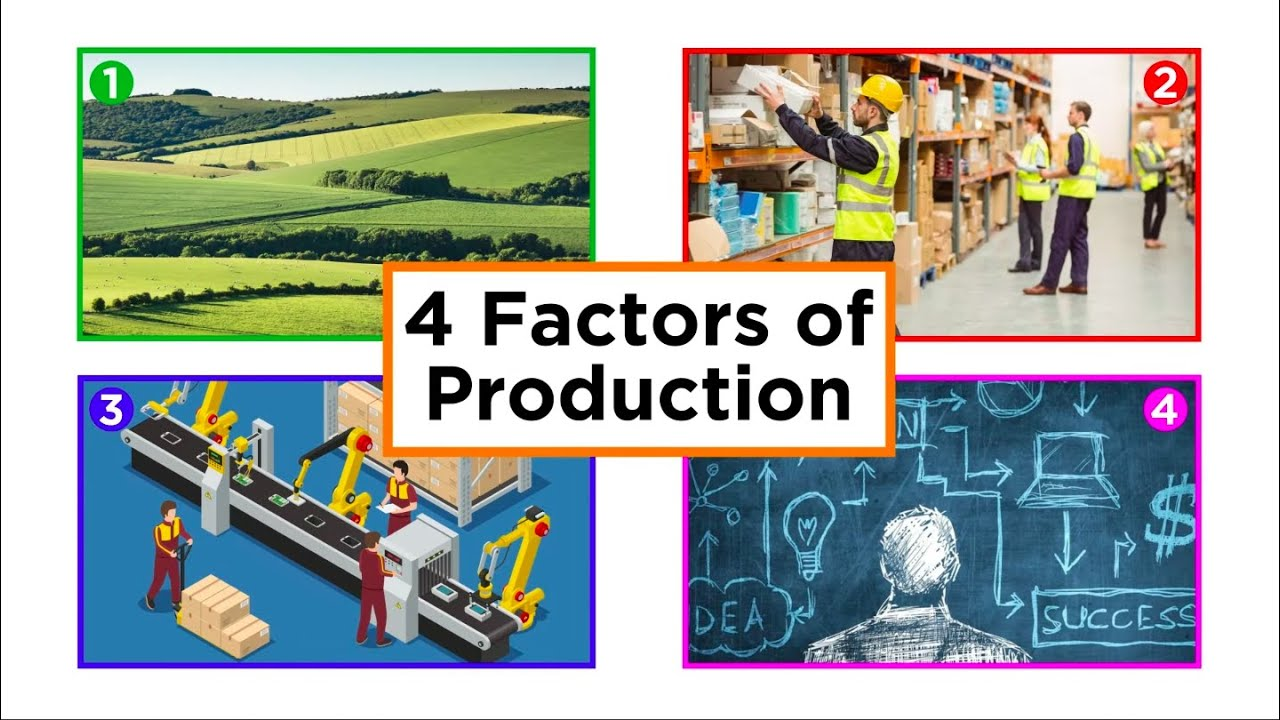 1
2
4 Factors of
Production
3
4
N
DEA
SUCCESS
$